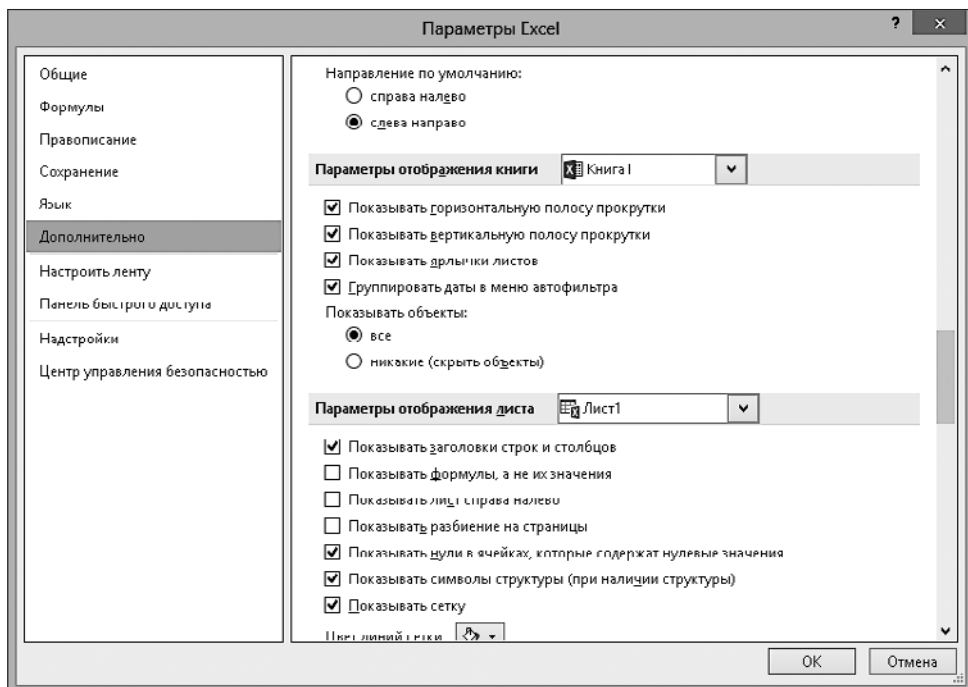 Параметры Excel
?
Общие
Формулы
Правописание
Сохранение
Язык
Дополнительно
Настроить ленту
Панель быстрого доступа
Надстройки
Центр управления безопасностью
Направление по умолчанию:
справа налево
слева направо
Параметры отображения книги Книга1
Показывать горизонтальную полосу прокрутки
Показывать вертикальную полосу прокрутки
Показывать ярлычки листов
Группировать даты в меню автофильтра
Показывать объекты:
все
никакие (скрыть объекты)
Параметры отображения листа Лист1
Показывать заголовки строк и столбцов
Показывать формулы, а не их значения
Показывать лист справа налево
Показывать разбиение на страницы
Показывать нули в ячейках, которые содержат нулевые значения
Показывать символы структуры (при наличии структуры)
Показывать сетку
Цвет линий сетки
ОК
Отмена